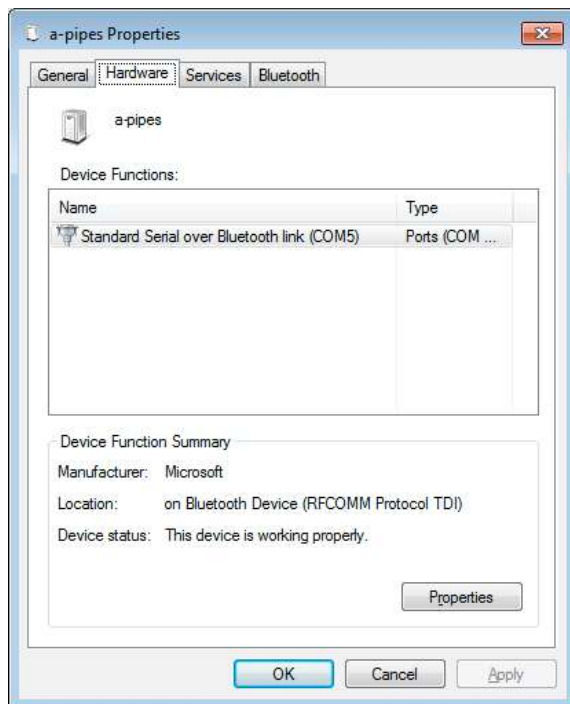 a-pipes Properties
General Hardware Services Bluetooth
a-pipes
Device Functions:
Name Type
Standard Serial over Bluetooth link (COM5) Ports (COM ...
Device Function Summary
Manufacturer: Microsoft
Location: on Bluetooth Device (RFCOMM Protocol TDI)
Device status: This device is working properly.
Properties
OK Cancel Apply